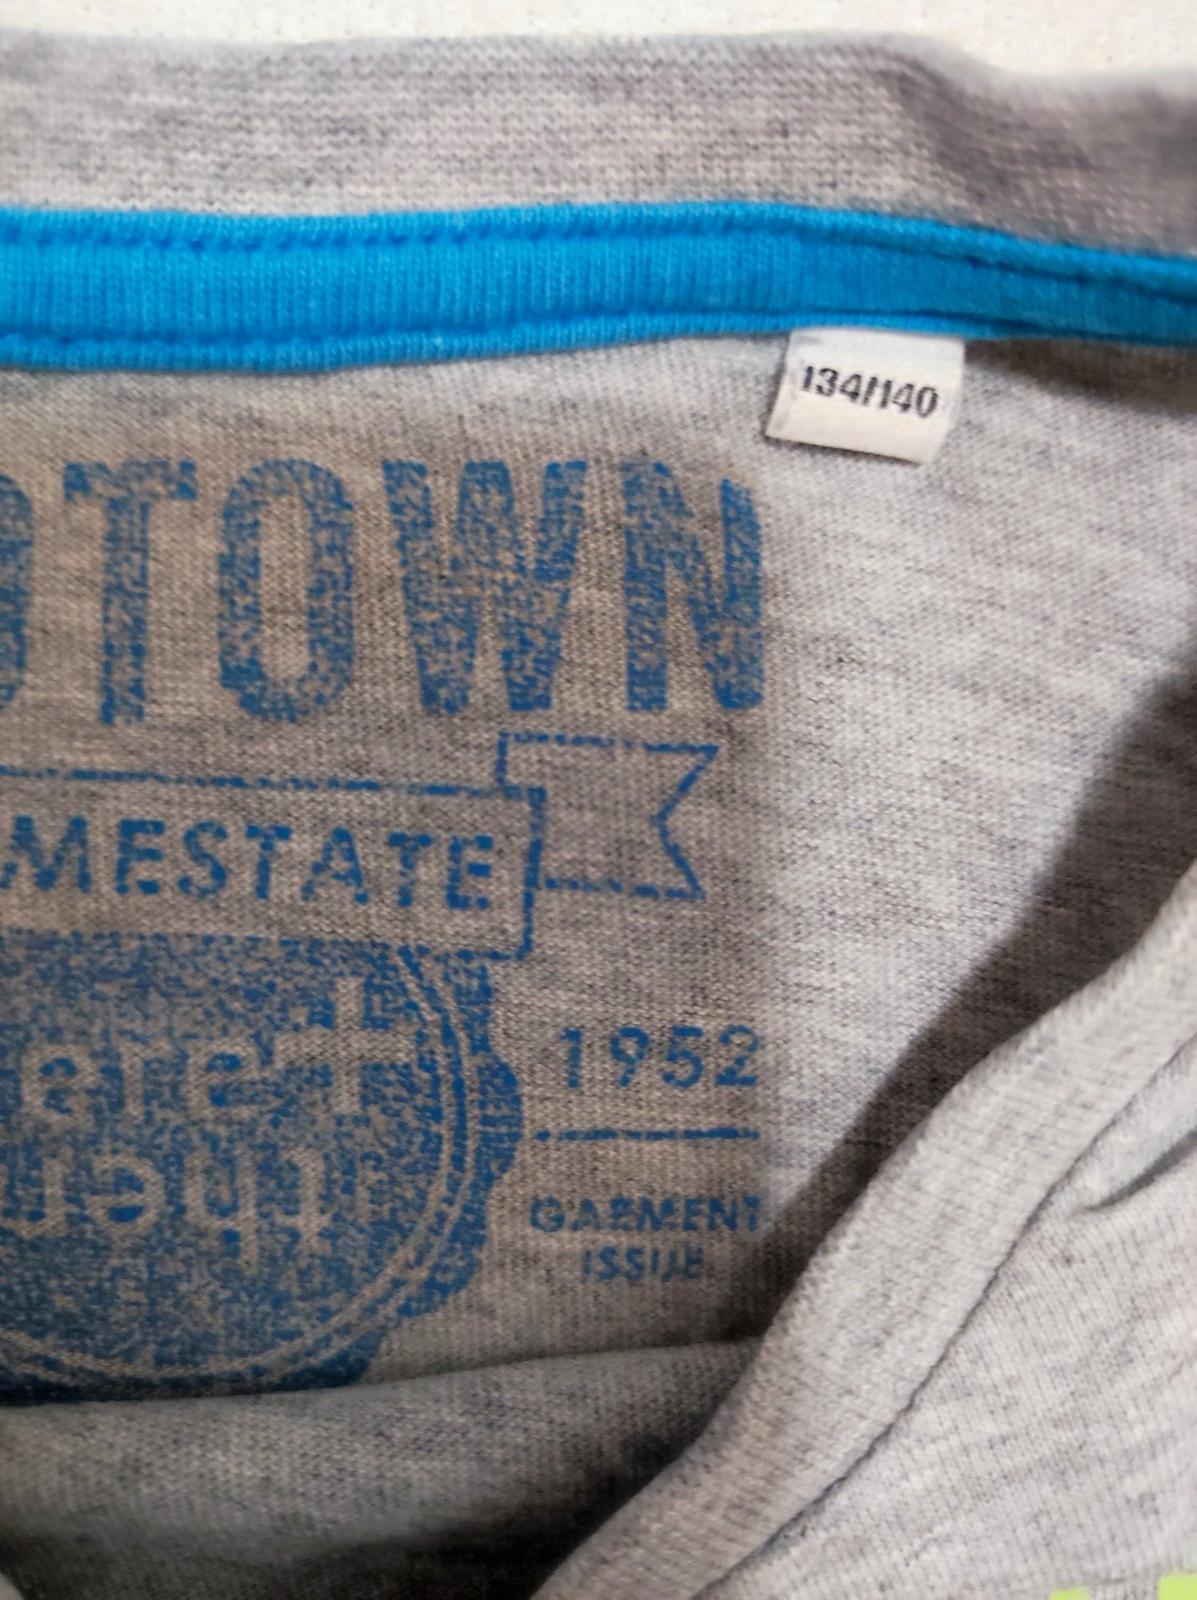 134/140
OTOWN
MESTATE
1952
GARMENT
ISSUE